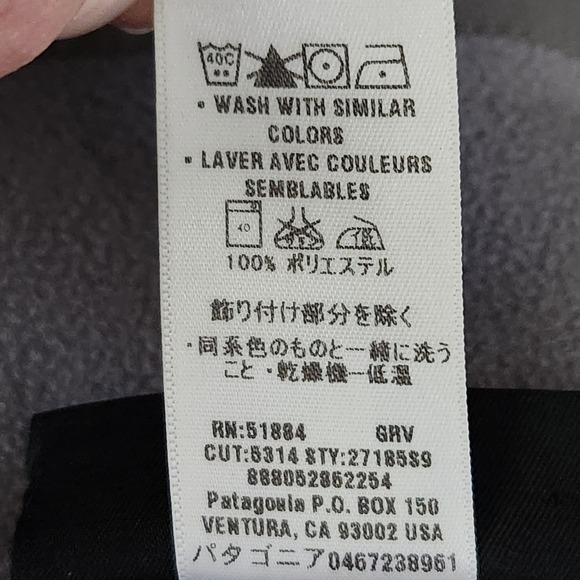 40C
• WASH WITH SIMILAR
COLORS
• LAVER AVEC COULEURS
SEMBLABLES
40
100% ポリエステル
飾り付け部分を除く
・同系色のものと一緒に洗う
こと・乾燥機一低温
RN:51884 GRV
CUT:5314 STY:27185S9
868052862254
Patagonia P.O. BOX 150
VENTURA, CA 93002 USA
パタゴニア0467238961